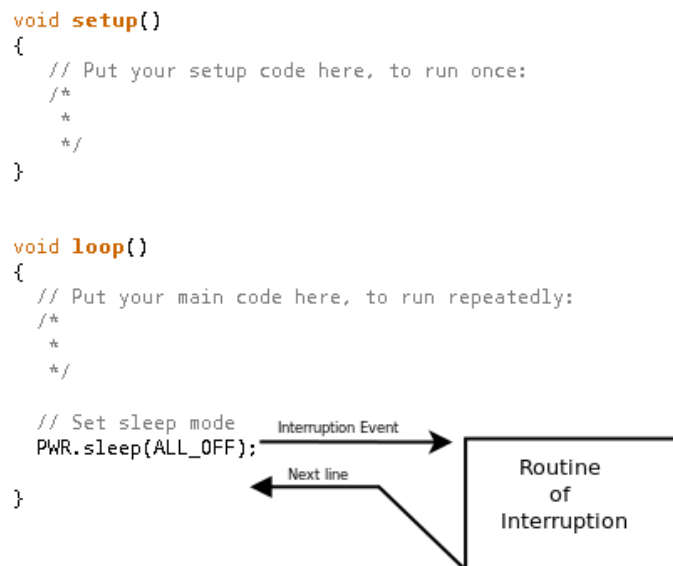 void setup()
{
// Put your setup code here, to run once:
/*
*
*/
}
void loop()
{
// Put your main code here, to run repeatedly:
/*
*
*/
// Set sleep mode
PWR.sleep(ALL_OFF);
Interruption Event
Next line
}
Routine
of
Interruption